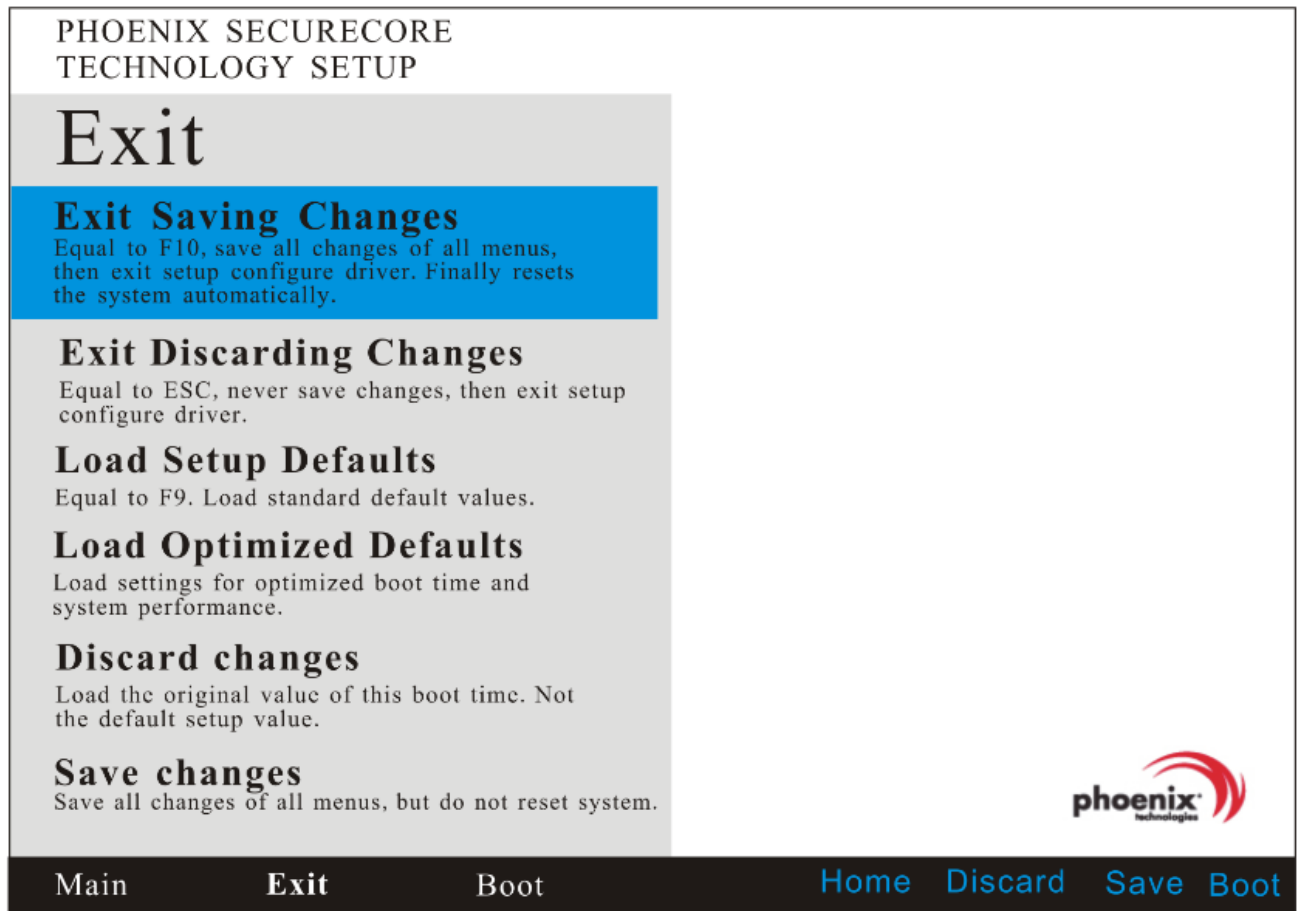 PHOENIX SECURECORE
TECHNOLOGY SETUP
Exit
Exit Saving Changes
Equal to F10, save all changes of all menus,
then exit setup configure driver. Finally resets
the system automatically.
Exit Discarding Changes
Equal to ESC, never save changes, then exit setup
configure driver.
Load Setup Defaults
Equal to F9. Load standard default values.
Load Optimized Defaults
Load settings for optimized boot time and
system performance.
Discard changes
Load the original value of this boot time. Not
the default setup value.
Save changes
Save all changes of all menus, but do not reset system.
phoenix
technologies
Main Exit Boot Home Discard Save Boot